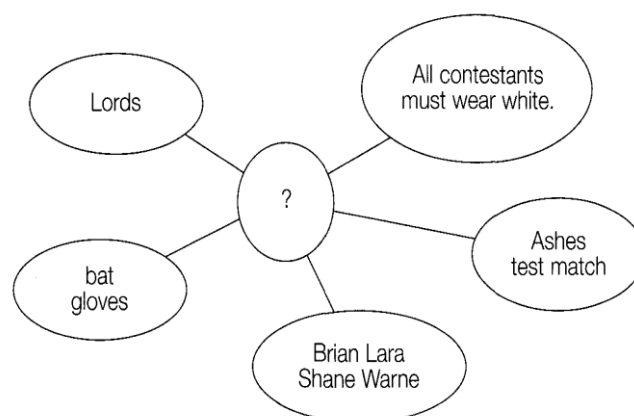 Lords
All contestants
must wear white.
?
Ashes
test match
bat
gloves
Brian Lara
Shane Warne